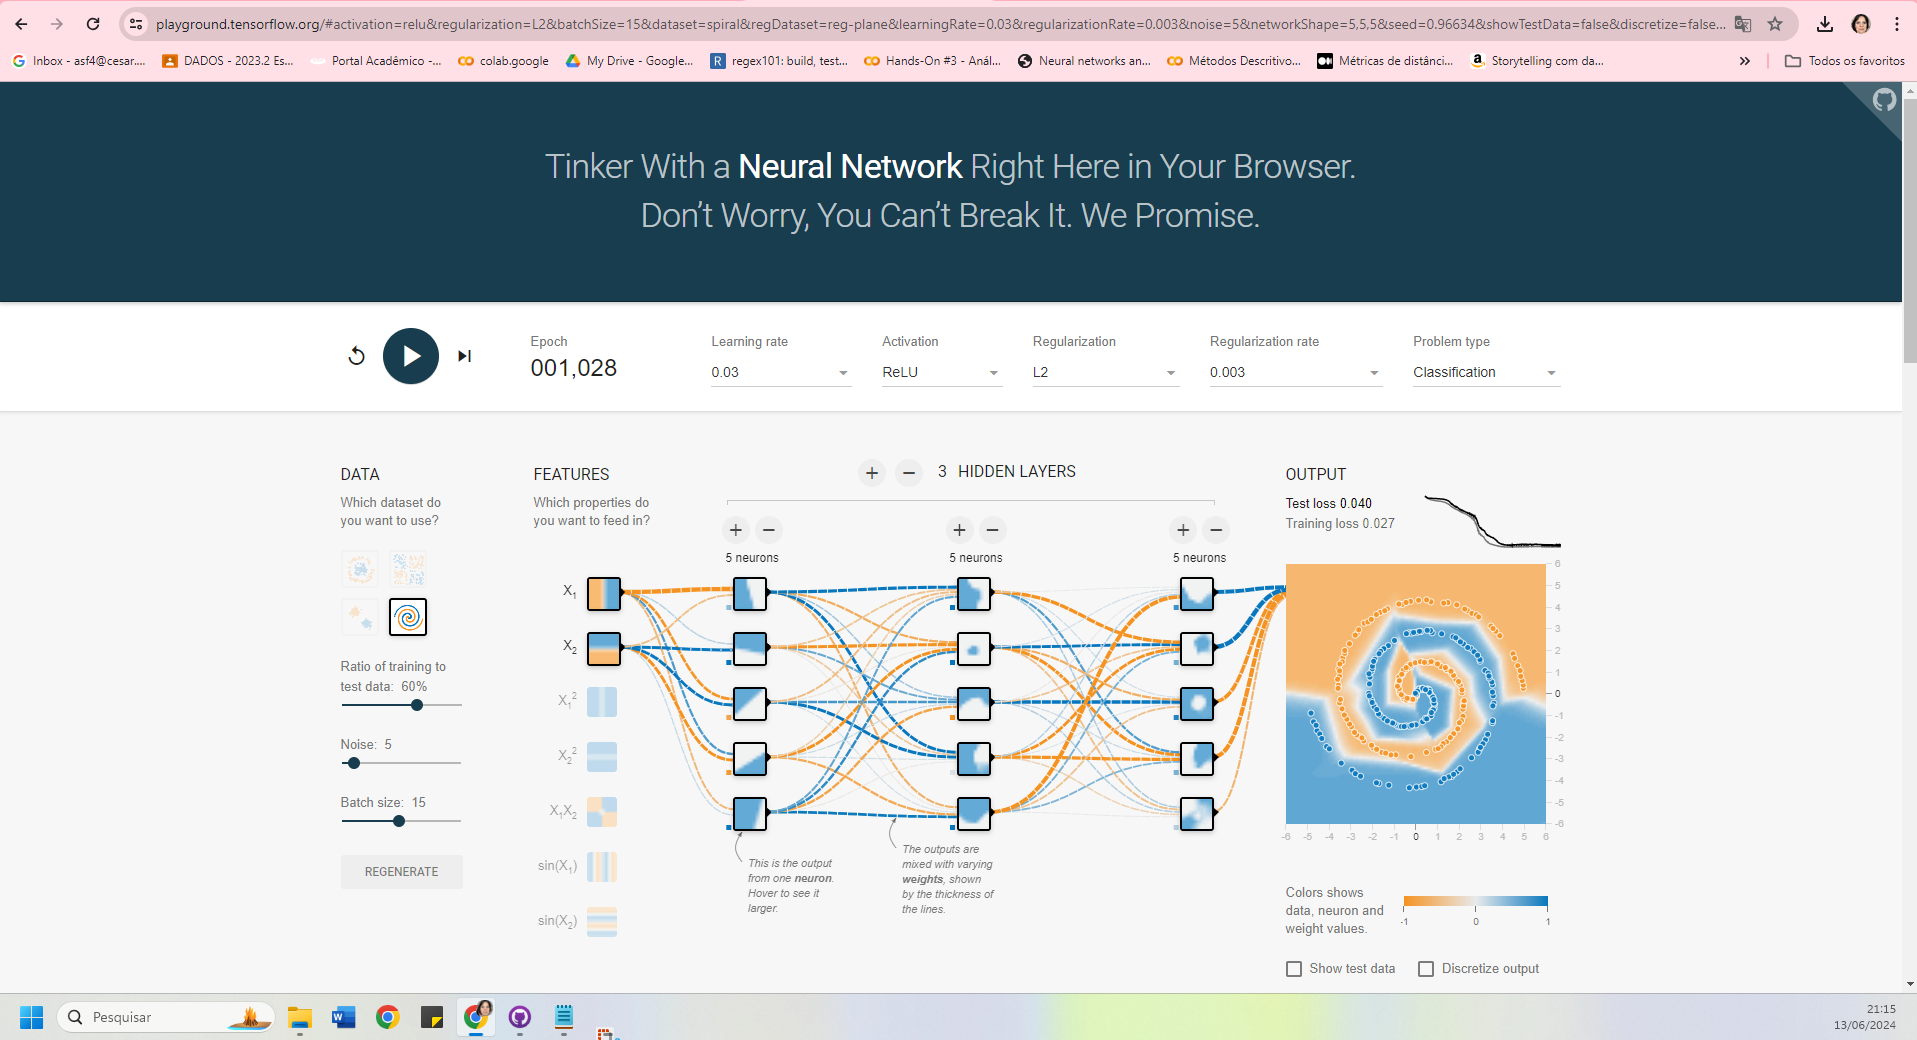 playground.tensorflow.org/#activation=relu&regularization=L2&batchSize=15&dataset=spiral&regDataset=reg-plane&learningRate=0.03&regularizationRate=0.003&noise=5&networkShape=5,5,5&seed=0.96634&showTestData=false&discretize=false...
Inbox - asf4@cesar....
DADOS - 2023.2 Es...
Portal Acadêmico -...
colab.google
My Drive - Google...
regex101: build, test...
Hands-On #3 - Anál...
Neural networks an...
Métodos Descritivo...
Métricas de distânci...
Storytelling com da...
»
Todos os favoritos
Tinker With a Neural Network Right Here in Your Browser.
Don't Worry, You Can't Break It. We Promise.
Epoch
001,028
Learning rate
0.03
Activation
ReLU
Regularization
L2
Regularization rate
0.003
Problem type
Classification
DATA
Which dataset do
you want to use?
Ratio of training to
test data: 60%
Noise: 5
Batch size: 15
REGENERATE
FEATURES
Which properties do
you want to feed in?
X1
X2
X1²
X2²
X1X2
sin(X1)
sin(X2)
+ − 3 HIDDEN LAYERS
+ −
5 neurons
+ −
5 neurons
+ −
5 neurons
This is the output
from one neuron.
Hover to see it
larger.
The outputs are
mixed with varying
weights, shown
by the thickness of
the lines.
OUTPUT
Test loss 0.040
Training loss 0.027
6
5
4
3
2
1
0
-1
-2
-3
-4
-5
-6
-6 -5 -4 -3 -2 -1 0 1 2 3 4 5 6
Colors shows
data, neuron and
weight values.
-1 0 1
Show test data
Discretize output
Pesquisar
21:15
13/06/2024